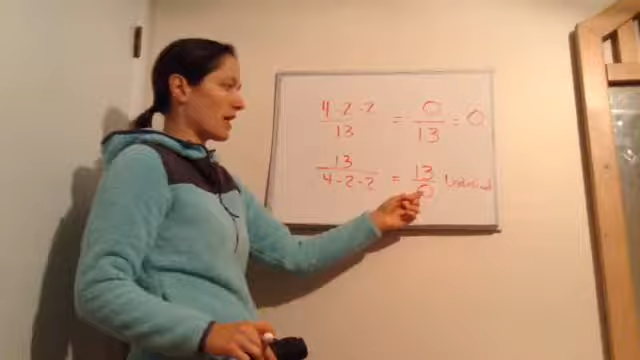 4-2-2/13 = 0/13 = 0
13/4-2-2 = 13/0 Undefined